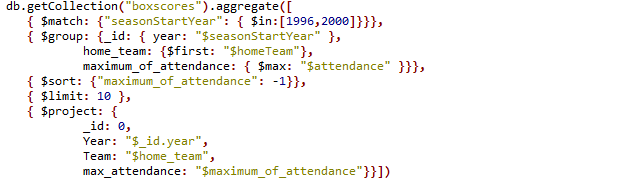 db.getCollection("boxscores").aggregate([
{ $match: {"seasonStartYear": { $in:[1996,2000]}}},
{ $group: {_id: { year: "$seasonStartYear" },
home_team: {$first: "$homeTeam"},
maximum_of_attendance: { $max: "$attendance" }}},
{ $sort: {"maximum_of_attendance": -1}},
{ $limit: 10 },
{ $project: {
_id: 0,
Year: "$_id.year",
Team: "$home_team",
max_attendance: "$maximum_of_attendance"}}])